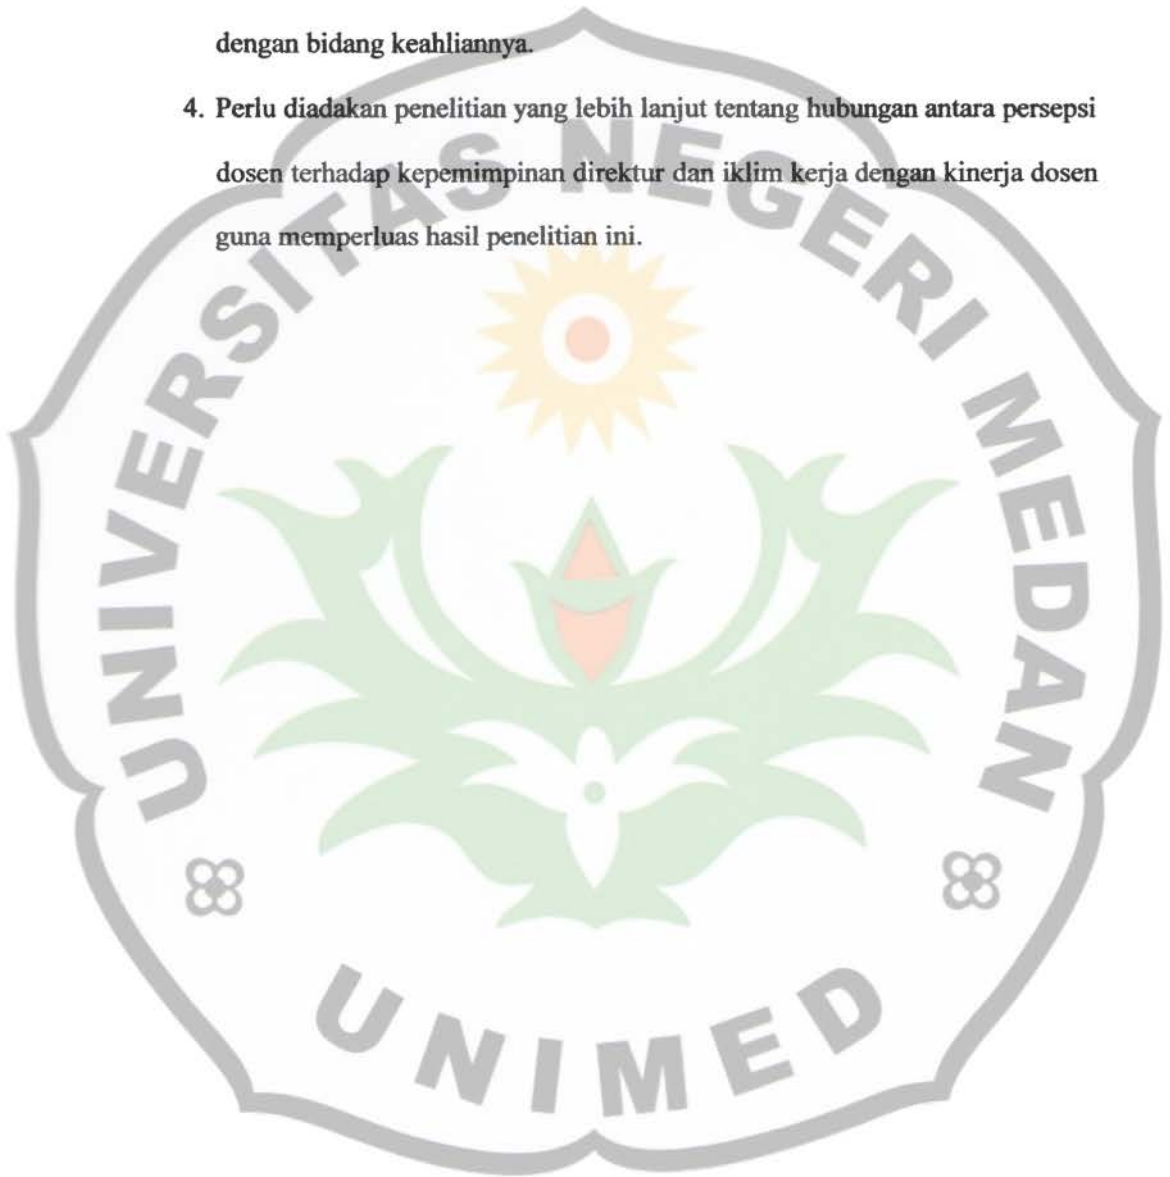 dengan bidang keahliannya.
4. Perlu diadakan penelitian yang lebih lanjut tentang hubungan antara persepsi
dosen terhadap kepemimpinan direktur dan iklim kerja dengan kinerja dosen
guna memperluas hasil penelitian ini.
UNIVERSITAS NEGERI MEDAN
UNIMED